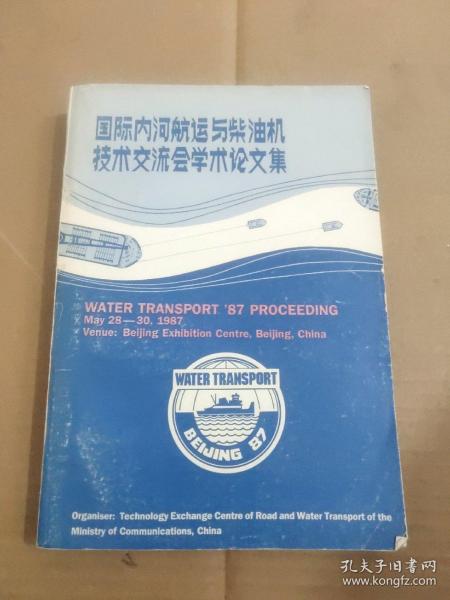 国际内河航运与柴油机
技术交流会学术论文集
WATER TRANSPORT '87 PROCEEDING
May 28—30, 1987
Venue: Beijing Exhibition Centre, Beijing, China
WATER TRANSPORT
BEIJING 87
Organiser: Technology Exchange Centre of Road and Water Transport of the
Ministry of Communications, China
孔夫子旧书网
www.kongfz.com